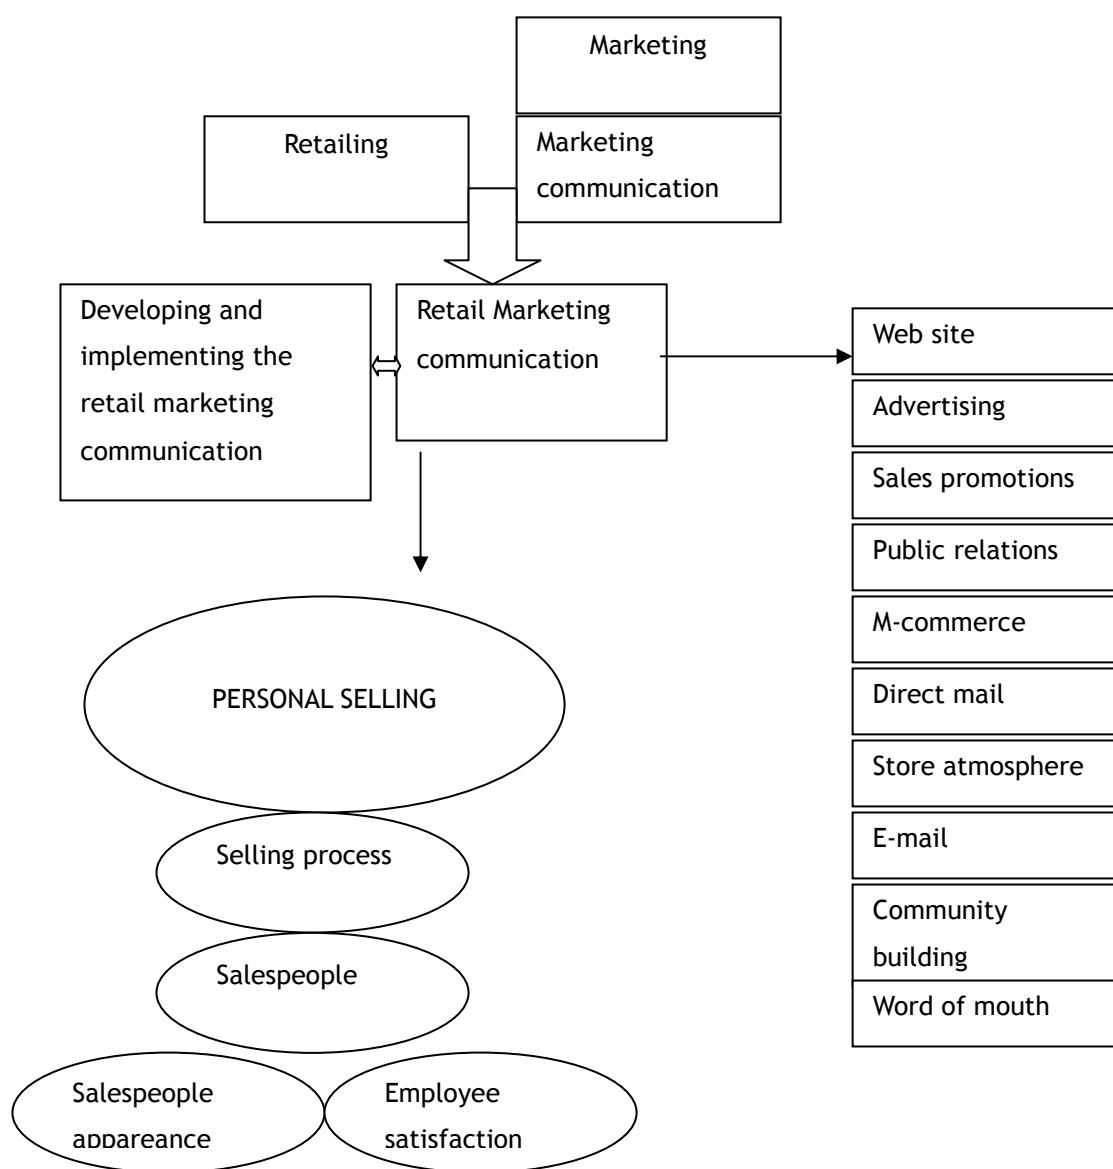 Marketing
Retailing
Marketing
communication
Developing and
implementing the
retail marketing
communication
Retail Marketing
communication
Web site
Advertising
Sales promotions
Public relations
M-commerce
Direct mail
Store atmosphere
E-mail
Community
building
Word of mouth
PERSONAL SELLING
Selling process
Salespeople
Salespeople
appareance
Employee
satisfaction